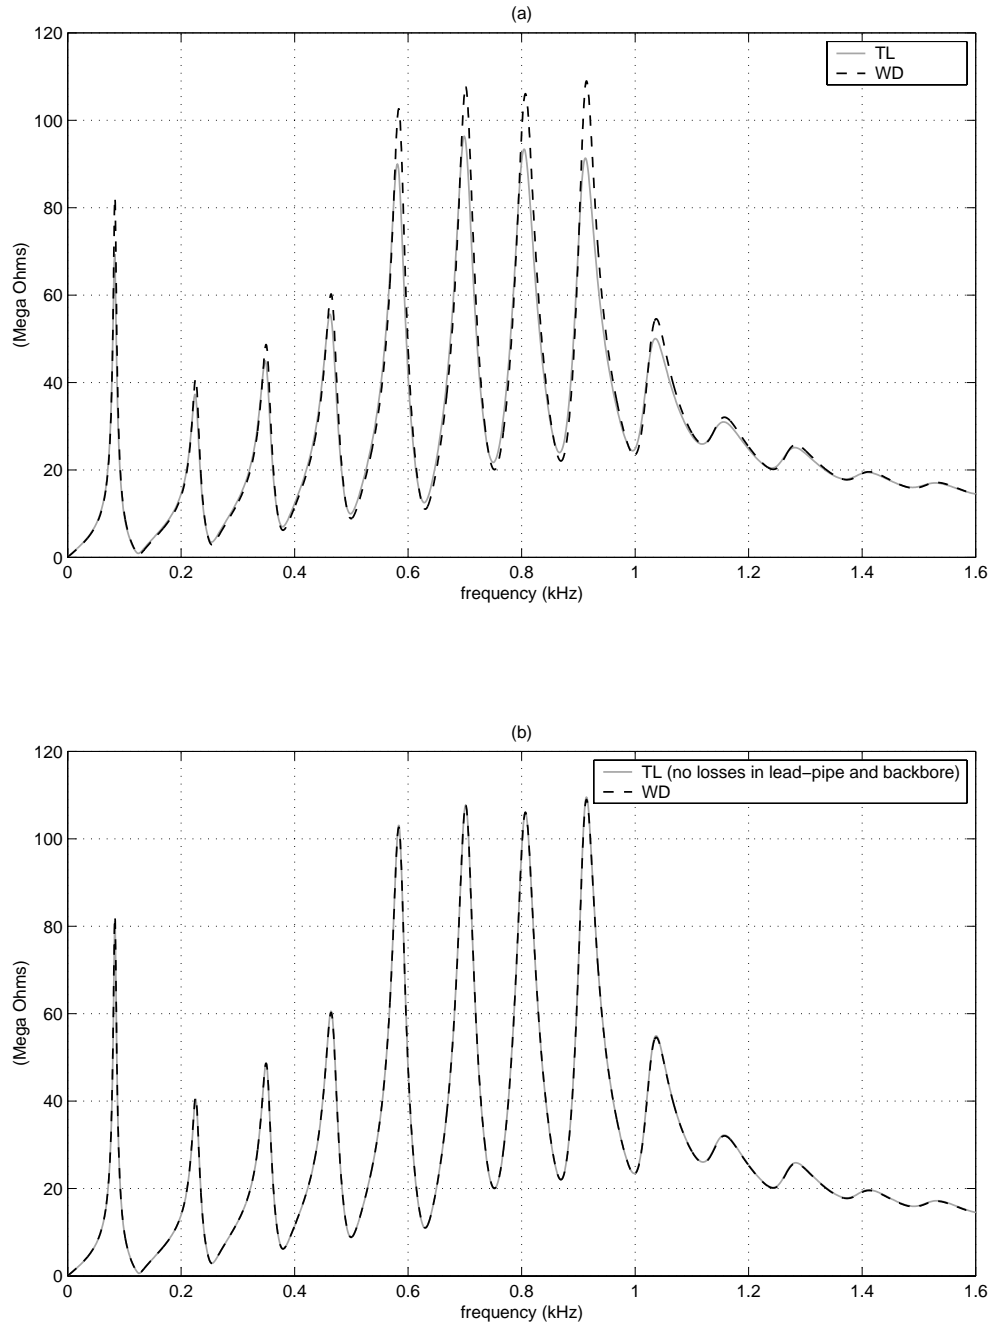 (a)
120
100
80
60
40
20
0
(Mega Ohms)
TL
WD
0 0.2 0.4 0.6 0.8 1 1.2 1.4 1.6
frequency (kHz)
(b)
120
100
80
60
40
20
0
(Mega Ohms)
TL (no losses in lead−pipe and backbore)
WD
0 0.2 0.4 0.6 0.8 1 1.2 1.4 1.6
frequency (kHz)